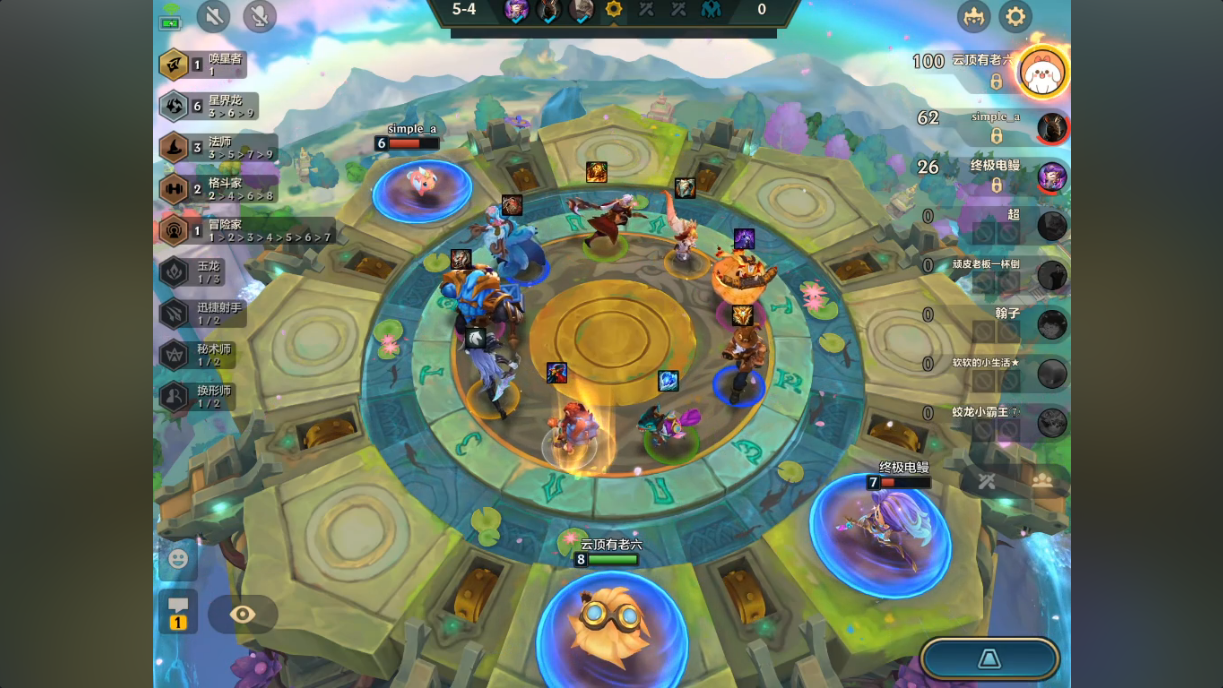 5-4
0
1 唤星者
1
6 星界龙
3 > 6 > 9
3 法师
3 > 5 > 7 > 9
2 格斗家
2 > 4 > 6 > 8
1 冒险家
1 > 2 > 3 > 4 > 5 > 6 > 7
玉龙
1 / 3
迅捷射手
1 / 2
秘术师
1 / 2
换形师
1 / 2
100 云顶有老六
62 simple_a
26 终极电鳗
0 超
0 顽皮老板一杯倒
0 翰子
0 软软的小生活★
0 蛟龙小霸王
simple_a
6
终极电鳗
7
云顶有老六
8
1